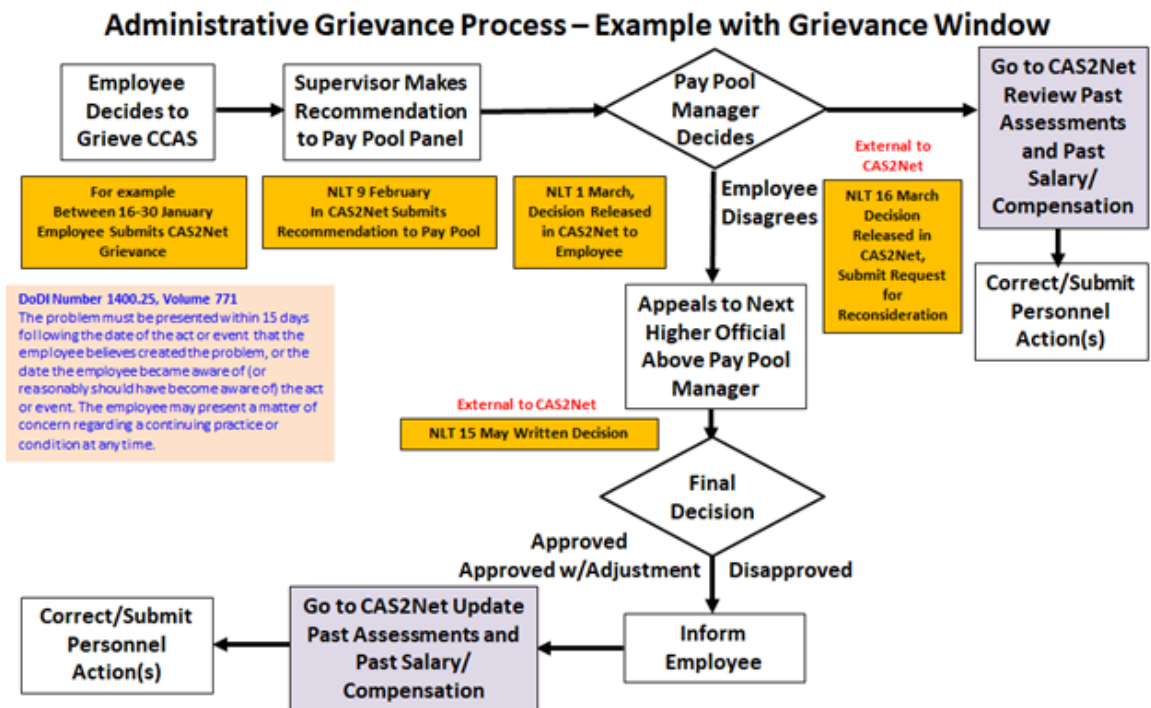 Administrative Grievance Process – Example with Grievance Window
Employee
Decides to
Grieve CCAS
Supervisor Makes
Recommendation
to Pay Pool Panel
Pay Pool
Manager
Decides
Go to CAS2Net
Review Past
Assessments
and Past
Salary/
Compensation
For example
Between 16-30 January
Employee Submits CAS2Net
Grievance
NLT 9 February
In CAS2Net Submits
Recommendation to Pay Pool
NLT 1 March,
Decision Released
in CAS2Net to
Employee
Employee
Disagrees
External to
CAS2Net
NLT 16 March
Decision
Released in
CAS2Net,
Submit Request
for
Reconsideration
Correct/Submit
Personnel
Action(s)
DoDI Number 1400.25, Volume 771
The problem must be presented within 15 days
following the date of the act or event that the
employee believes created the problem, or the
date the employee became aware of (or
reasonably should have become aware of) the act
or event. The employee may present a matter of
concern regarding a continuing practice or
condition at any time.
Appeals to Next
Higher Official
Above Pay Pool
Manager
External to CAS2Net
NLT 15 May Written Decision
Final
Decision
Approved
Approved w/Adjustment
Disapproved
Inform
Employee
Go to CAS2Net Update
Past Assessments and
Past Salary/
Compensation
Correct/Submit
Personnel
Action(s)